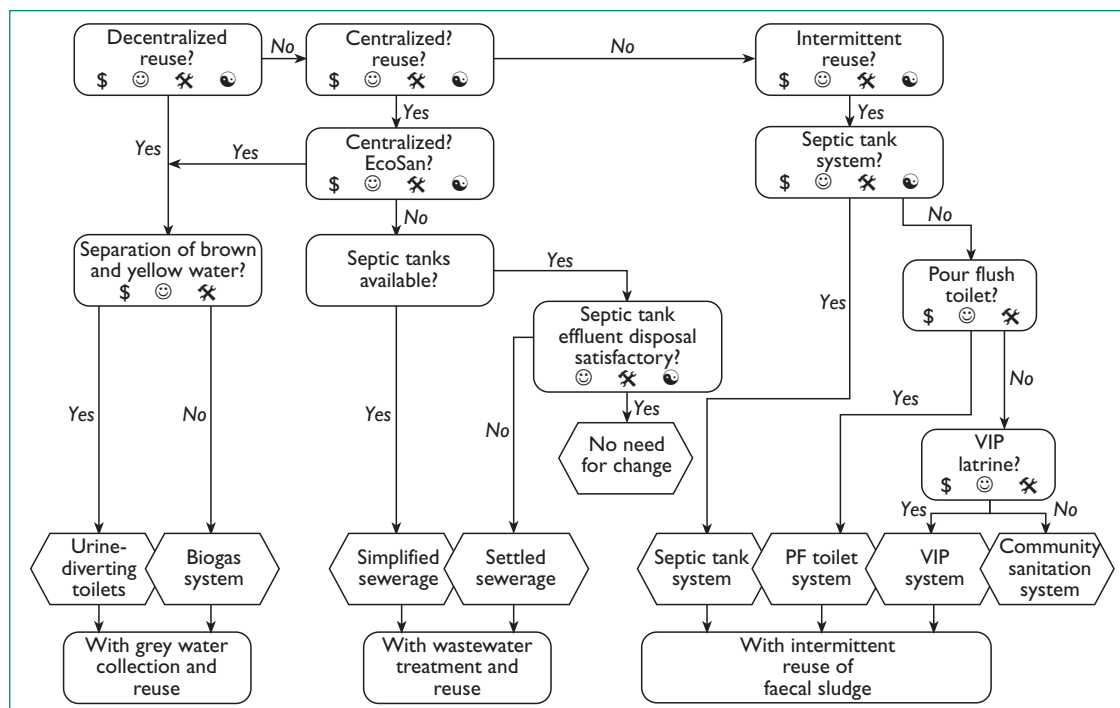 Decentralized
reuse?
$ ☺ 🛠 ☯
No
Centralized?
reuse?
$ ☺ 🛠 ☯
No
Intermittent
reuse?
$ ☺ 🛠 ☯
Yes
Yes
Yes
Yes
Centralized?
EcoSan?
$ ☺ 🛠 ☯
Septic tank
system?
$ ☺ 🛠 ☯
No
No
Separation of brown
and yellow water?
$ ☺ 🛠
Septic tanks
available?
Yes
Pour flush
toilet?
$ ☺ 🛠
Yes
Septic tank
effluent disposal
satisfactory?
☺ 🛠 ☯
Yes
No
Yes
No
Yes
No
Yes
No need
for change
VIP
latrine?
$ ☺ 🛠
Yes
No
Urine-
diverting
toilets
Biogas
system
Simplified
sewerage
Settled
sewerage
Septic tank
system
PF toilet
system
VIP
system
Community
sanitation
system
With grey water
collection and
reuse
With wastewater
treatment and
reuse
With intermittent
reuse of
faecal sludge